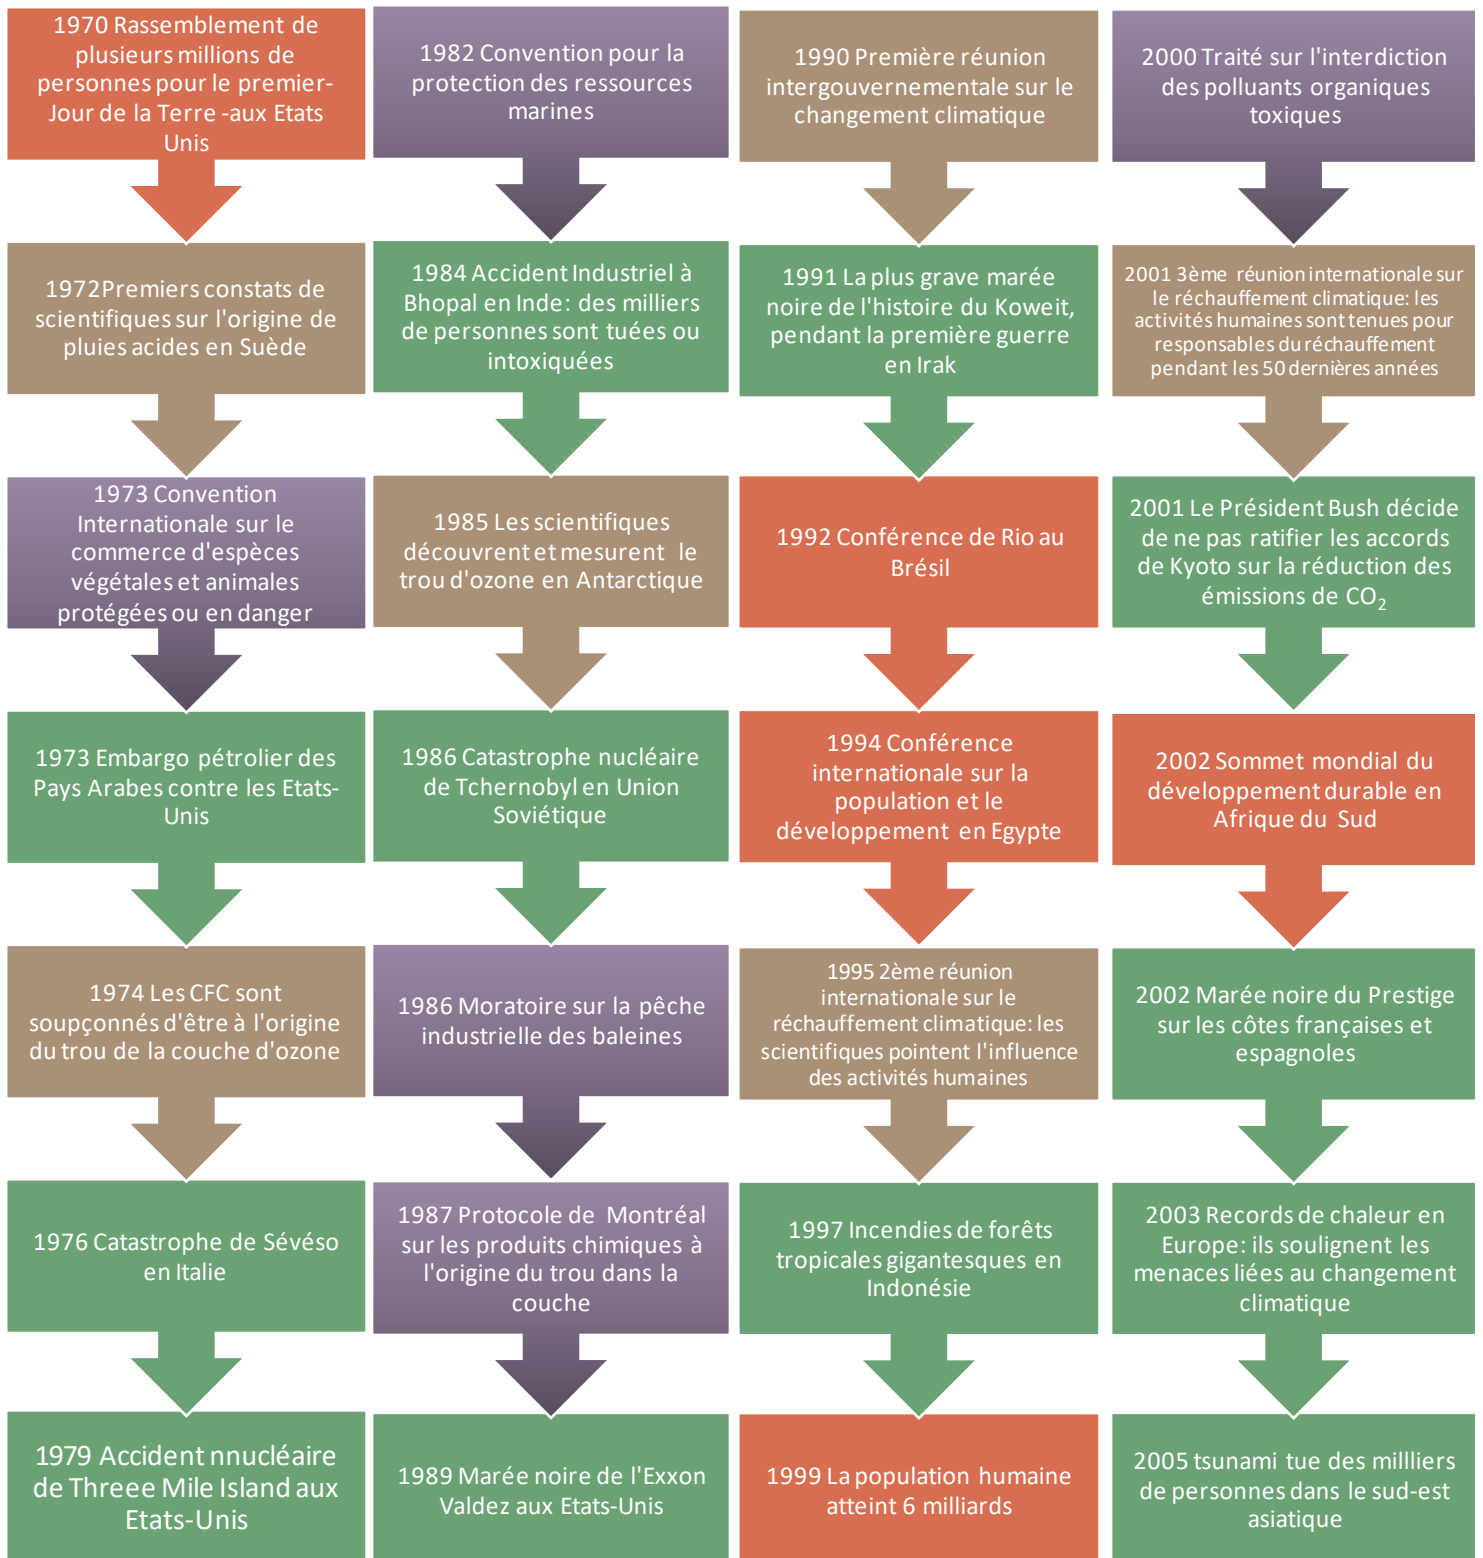 1970 Rassemblement de
plusieurs millions de
personnes pour le premier-
Jour de la Terre -aux Etats
Unis
1972Premiers constats de
scientifiques sur l'origine de
pluies acides en Suède
1973 Convention
Internationale sur le
commerce d'espèces
végétales et animales
protégées ou en danger
1973 Embargo pétrolier des
Pays Arabes contre les Etats-
Unis
1974 Les CFC sont
soupçonnés d'être à l'origine
du trou de la couche d'ozone
1976 Catastrophe de Sévéso
en Italie
1979 Accident nnucléaire
de Threee Mile Island aux
Etats-Unis
1982 Convention pour la
protection des ressources
marines
1984 Accident Industriel à
Bhopal en Inde: des milliers
de personnes sont tuées ou
intoxiquées
1985 Les scientifiques
découvrent et mesurent le
trou d'ozone en Antarctique
1986 Catastrophe nucléaire
de Tchernobyl en Union
Soviétique
1986 Moratoire sur la pêche
industrielle des baleines
1987 Protocole de Montréal
sur les produits chimiques à
l'origine du trou dans la
couche
1989 Marée noire de l'Exxon
Valdez aux Etats-Unis
1990 Première réunion
intergouvernementale sur le
changement climatique
1991 La plus grave marée
noire de l'histoire du Koweit,
pendant la première guerre
en Irak
1992 Conférence de Rio au
Brésil
1994 Conférence
internationale sur la
population et le
développement en Egypte
1995 2ème réunion
internationale sur le
réchauffement climatique: les
scientifiques pointent l'influence
des activités humaines
1997 Incendies de forêts
tropicales gigantesques en
Indonésie
1999 La population humaine
atteint 6 milliards
2000 Traité sur l'interdiction
des polluants organiques
toxiques
2001 3ème réunion internationale sur
le réchauffement climatique: les
activités humaines sont tenues pour
responsables du réchauffement
pendant les 50 dernières années
2001 Le Président Bush décide
de ne pas ratifier les accords
de Kyoto sur la réduction des
émissions de CO₂
2002 Sommet mondial du
développement durable en
Afrique du Sud
2002 Marée noire du Prestige
sur les côtes françaises et
espagnoles
2003 Records de chaleur en
Europe: ils soulignent les
menaces liées au changement
climatique
2005 tsunami tue des millliers
de personnes dans le sud-est
asiatique